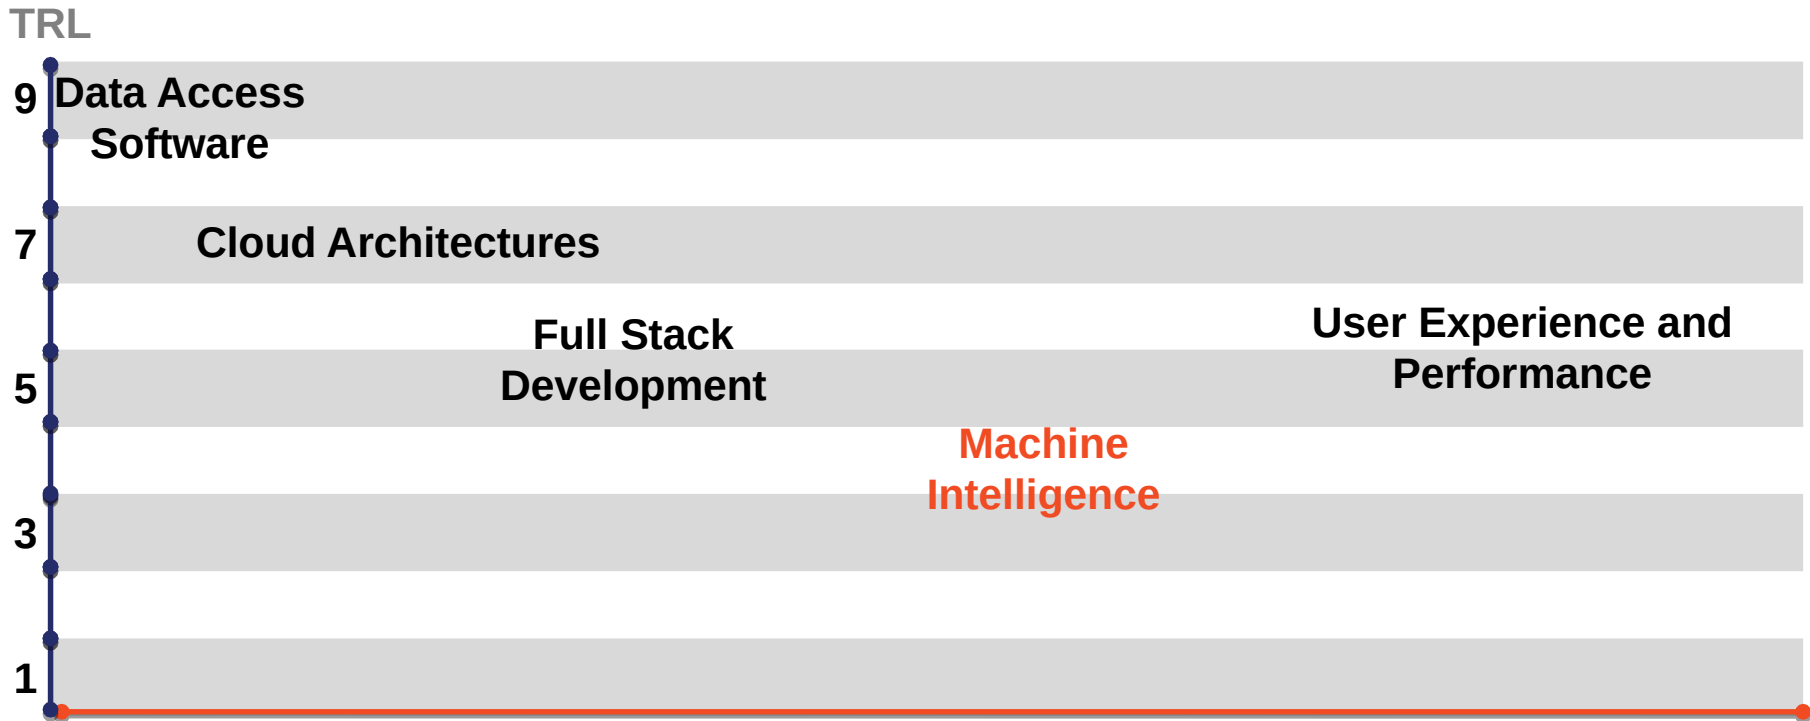 TRL
9
Data Access
Software
7
Cloud Architectures
User Experience and
Performance
Full Stack
Development
5
Machine
Intelligence
3
1